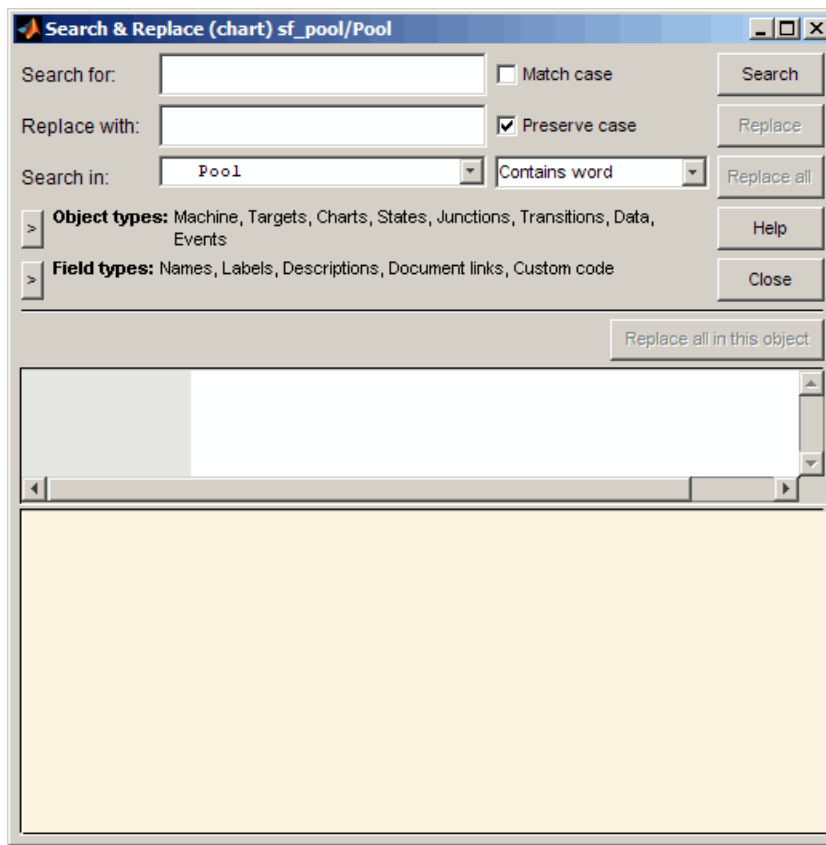 Search & Replace (chart) sf_pool/Pool
Search for:
Match case
Search
Replace with:
Preserve case
Replace
Search in:
Pool
Contains word
Replace all
> Object types: Machine, Targets, Charts, States, Junctions, Transitions, Data,
Events
Help
> Field types: Names, Labels, Descriptions, Document links, Custom code
Close
Replace all in this object